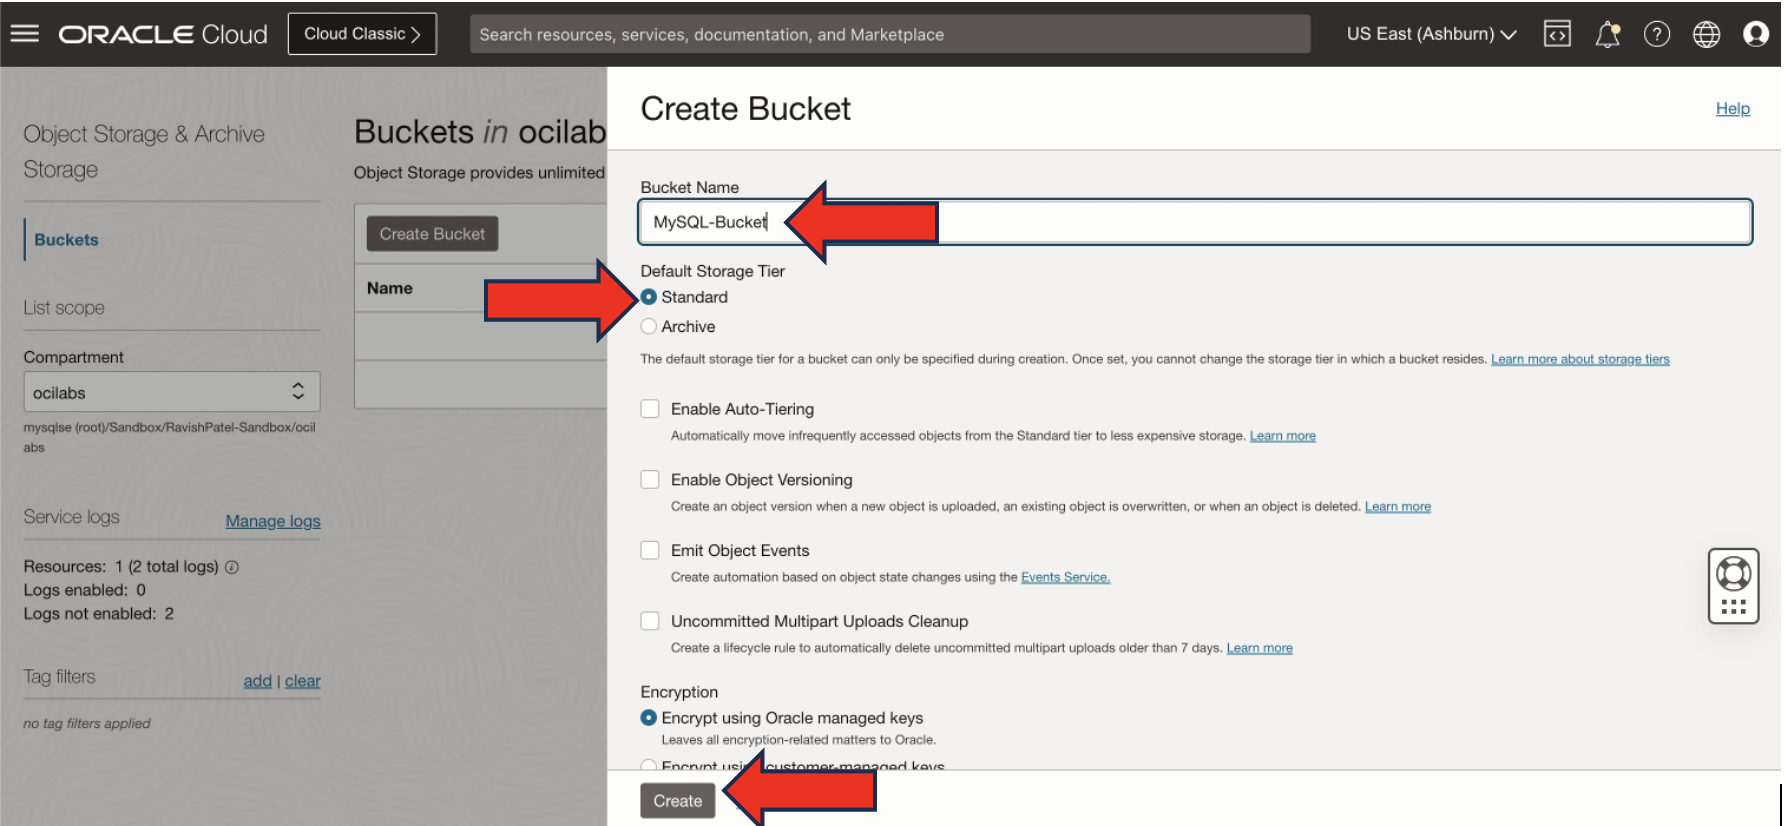 ORACLE Cloud
Cloud Classic >
Search resources, services, documentation, and Marketplace
US East (Ashburn)
Object Storage & Archive
Storage
Buckets
List scope
Compartment
ocilabs
mysqlse (root)/Sandbox/RavishPatel-Sandbox/ocil
abs
Service logs
Manage logs
Resources: 1 (2 total logs)
Logs enabled: 0
Logs not enabled: 2
Tag filters
add | clear
no tag filters applied
Buckets in ocilab
Object Storage provides unlimited
Create Bucket
Name
Create Bucket
Help
Bucket Name
MySQL-Bucket
Default Storage Tier
Standard
Archive
The default storage tier for a bucket can only be specified during creation. Once set, you cannot change the storage tier in which a bucket resides. Learn more about storage tiers
Enable Auto-Tiering
Automatically move infrequently accessed objects from the Standard tier to less expensive storage. Learn more
Enable Object Versioning
Create an object version when a new object is uploaded, an existing object is overwritten, or when an object is deleted. Learn more
Emit Object Events
Create automation based on object state changes using the Events Service.
Uncommitted Multipart Uploads Cleanup
Create a lifecycle rule to automatically delete uncommitted multipart uploads older than 7 days. Learn more
Encryption
Encrypt using Oracle managed keys
Leaves all encryption-related matters to Oracle.
Encrypt customer-managed keys
Create